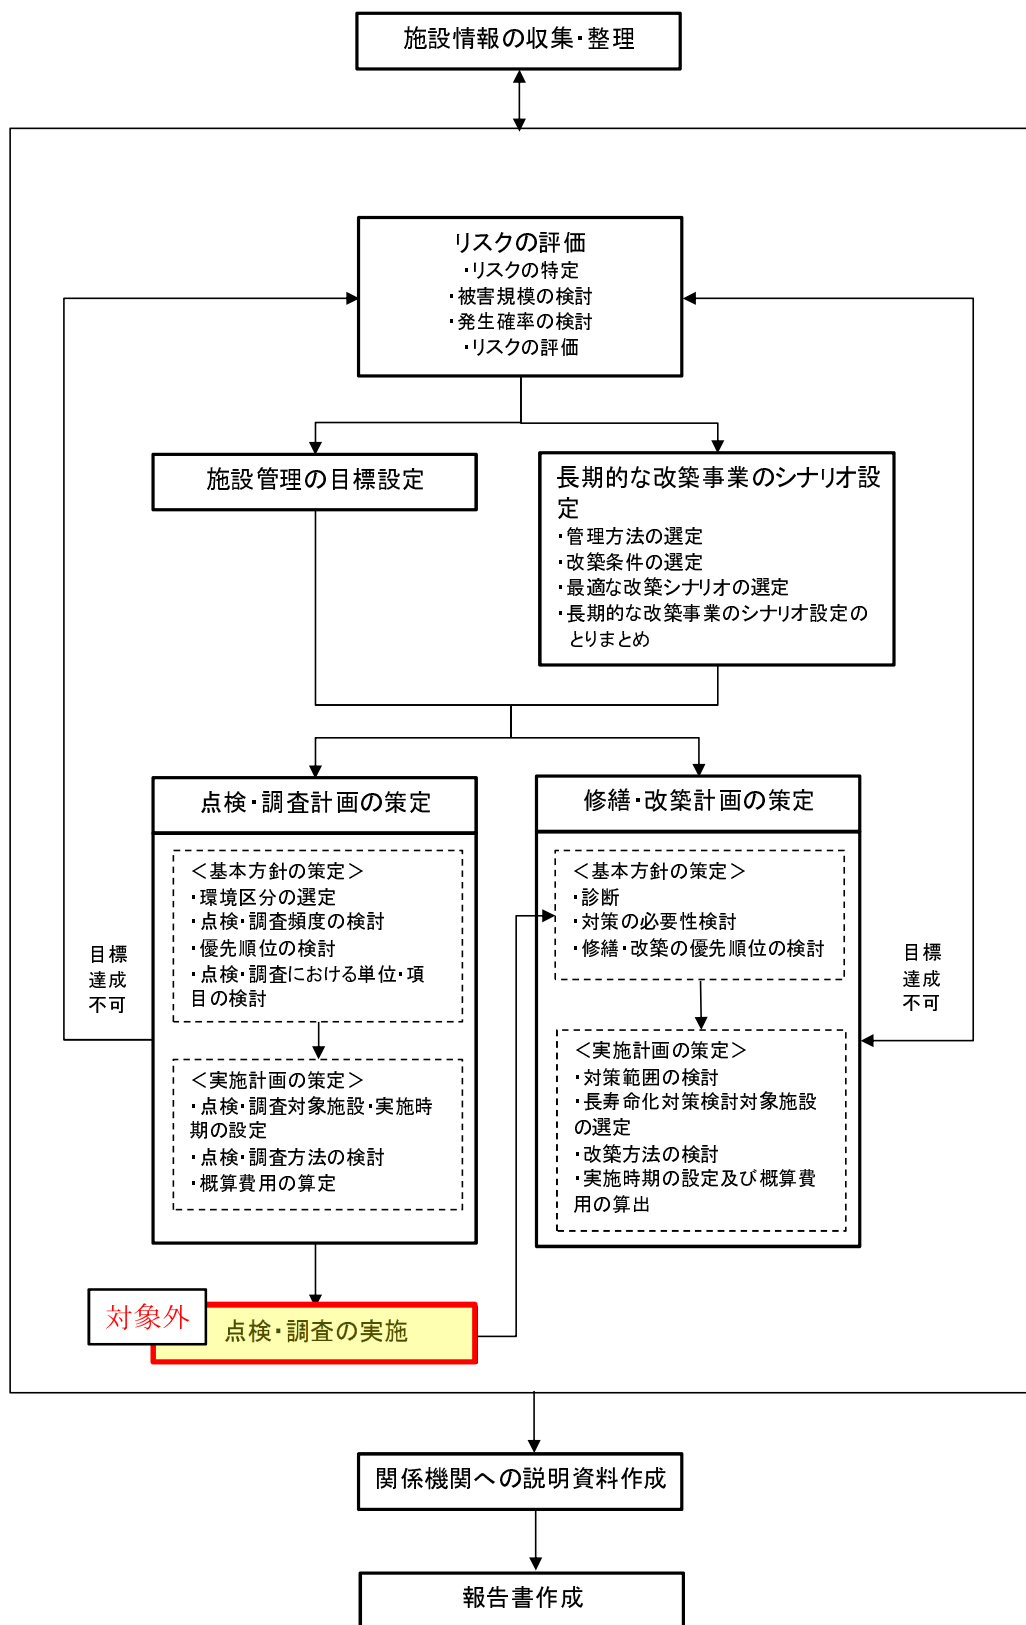 施設情報の収集・整理
リスクの評価
・リスクの特定
・被害規模の検討
・発生確率の検討
・リスクの評価
施設管理の目標設定
長期的な改築事業のシナリオ設
定
・管理方法の選定
・改築条件の選定
・最適な改築シナリオの選定
・長期的な改築事業のシナリオ設定の
とりまとめ
点検・調査計画の策定
＜基本方針の策定＞
・環境区分の選定
・点検・調査頻度の検討
・優先順位の検討
・点検・調査における単位・項
目の検討
＜実施計画の策定＞
・点検・調査対象施設・実施時
期の設定
・点検・調査方法の検討
・概算費用の算定
目標
達成
不可
修繕・改築計画の策定
＜基本方針の策定＞
・診断
・対策の必要性検討
・修繕・改築の優先順位の検討
＜実施計画の策定＞
・対策範囲の検討
・長寿命化対策検討対象施設
の選定
・改築方法の検討
・実施時期の設定及び概算費
用の算出
目標
達成
不可
対象外
点検・調査の実施
関係機関への説明資料作成
報告書作成